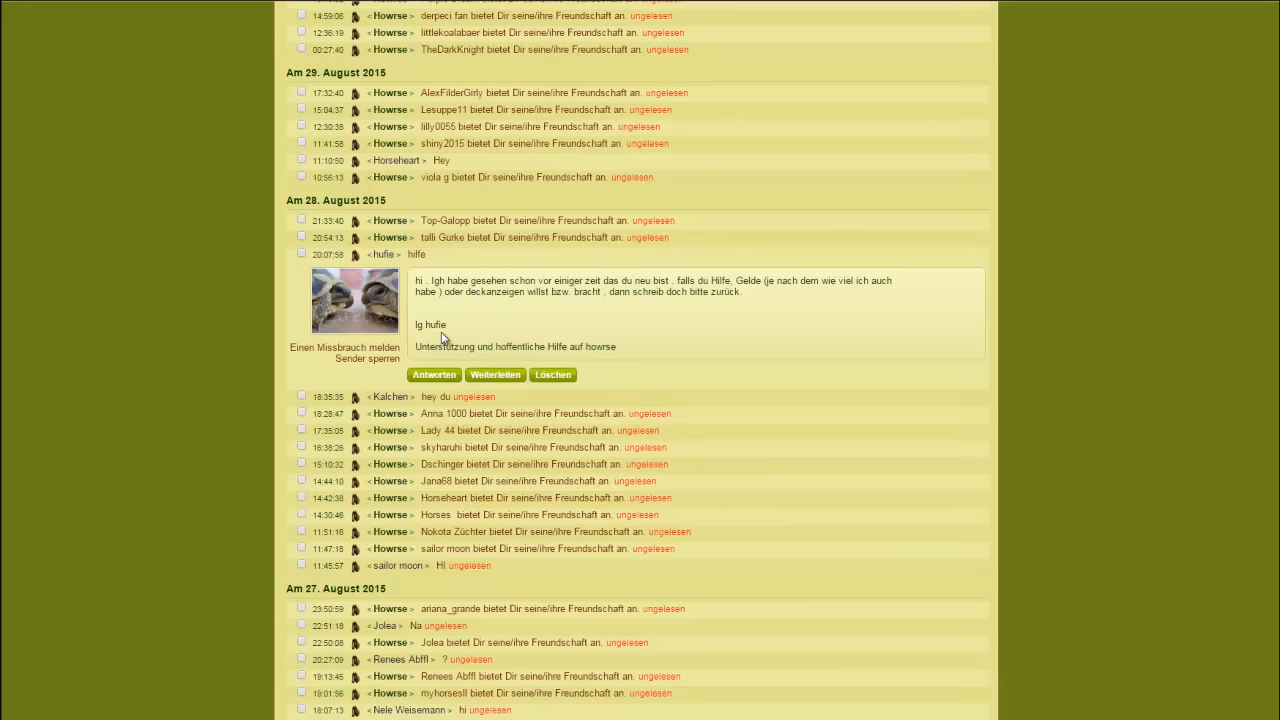 14:59:06 <Howrse> derpeci fan bietet Dir seine/ihre Freundschaft an. ungelesen
12:36:19 <Howrse> littlekoalabaer bietet Dir seine/ihre Freundschaft an. ungelesen
00:27:40 <Howrse> TheDarkKnight bietet Dir seine/ihre Freundschaft an. ungelesen
Am 29. August 2015
17:32:40 <Howrse> AlexFilderGirly bietet Dir seine/ihre Freundschaft an. ungelesen
15:04:37 <Howrse> Lesuppe11 bietet Dir seine/ihre Freundschaft an. ungelesen
12:30:38 <Howrse> lilly0055 bietet Dir seine/ihre Freundschaft an. ungelesen
11:41:58 <Howrse> shiny2015 bietet Dir seine/ihre Freundschaft an. ungelesen
11:10:50 <Horseheart> Hey
10:56:13 <Howrse> viola g bietet Dir seine/ihre Freundschaft an. ungelesen
Am 28. August 2015
21:33:40 <Howrse> Top-Galopp bietet Dir seine/ihre Freundschaft an. ungelesen
20:54:13 <Howrse> talli Gurke bietet Dir seine/ihre Freundschaft an. ungelesen
20:07:58 <hufie> hilfe
hi . Igh habe gesehen schon vor einiger zeit das du neu bist . falls du Hilfe, Gelde (je nach dem wie viel ich auch
habe ) oder deckanzeigen willst bzw. bracht , dann schreib doch bitte zurück.
lg hufie
Unterstützung und hoffentliche Hilfe auf howrse
Einen Missbrauch melden
Sender sperren
Antworten Weiterleiten Löschen
18:35:35 <Kalchen> hey du ungelesen
18:28:47 <Howrse> Anna 1000 bietet Dir seine/ihre Freundschaft an. ungelesen
17:35:05 <Howrse> Lady 44 bietet Dir seine/ihre Freundschaft an. ungelesen
16:38:26 <Howrse> skyharuhi bietet Dir seine/ihre Freundschaft an. ungelesen
15:10:32 <Howrse> Dschinger bietet Dir seine/ihre Freundschaft an. ungelesen
14:44:10 <Howrse> Jana68 bietet Dir seine/ihre Freundschaft an. ungelesen
14:42:38 <Howrse> Horseheart bietet Dir seine/ihre Freundschaft an. ungelesen
14:30:46 <Howrse> Horses bietet Dir seine/ihre Freundschaft an. ungelesen
11:51:16 <Howrse> Nokota Züchter bietet Dir seine/ihre Freundschaft an. ungelesen
11:47:18 <Howrse> sailor moon bietet Dir seine/ihre Freundschaft an. ungelesen
11:45:57 <sailor moon> HI ungelesen
Am 27. August 2015
23:50:59 <Howrse> ariana_grande bietet Dir seine/ihre Freundschaft an. ungelesen
22:51:18 <Jolea> Na ungelesen
22:50:08 <Howrse> Jolea bietet Dir seine/ihre Freundschaft an. ungelesen
20:27:09 <Renees Abffl> ? ungelesen
19:13:45 <Howrse> Renees Abffl bietet Dir seine/ihre Freundschaft an. ungelesen
19:01:56 <Howrse> myhorsesll bietet Dir seine/ihre Freundschaft an. ungelesen
18:07:13 <Nele Weisemann> hi ungelesen